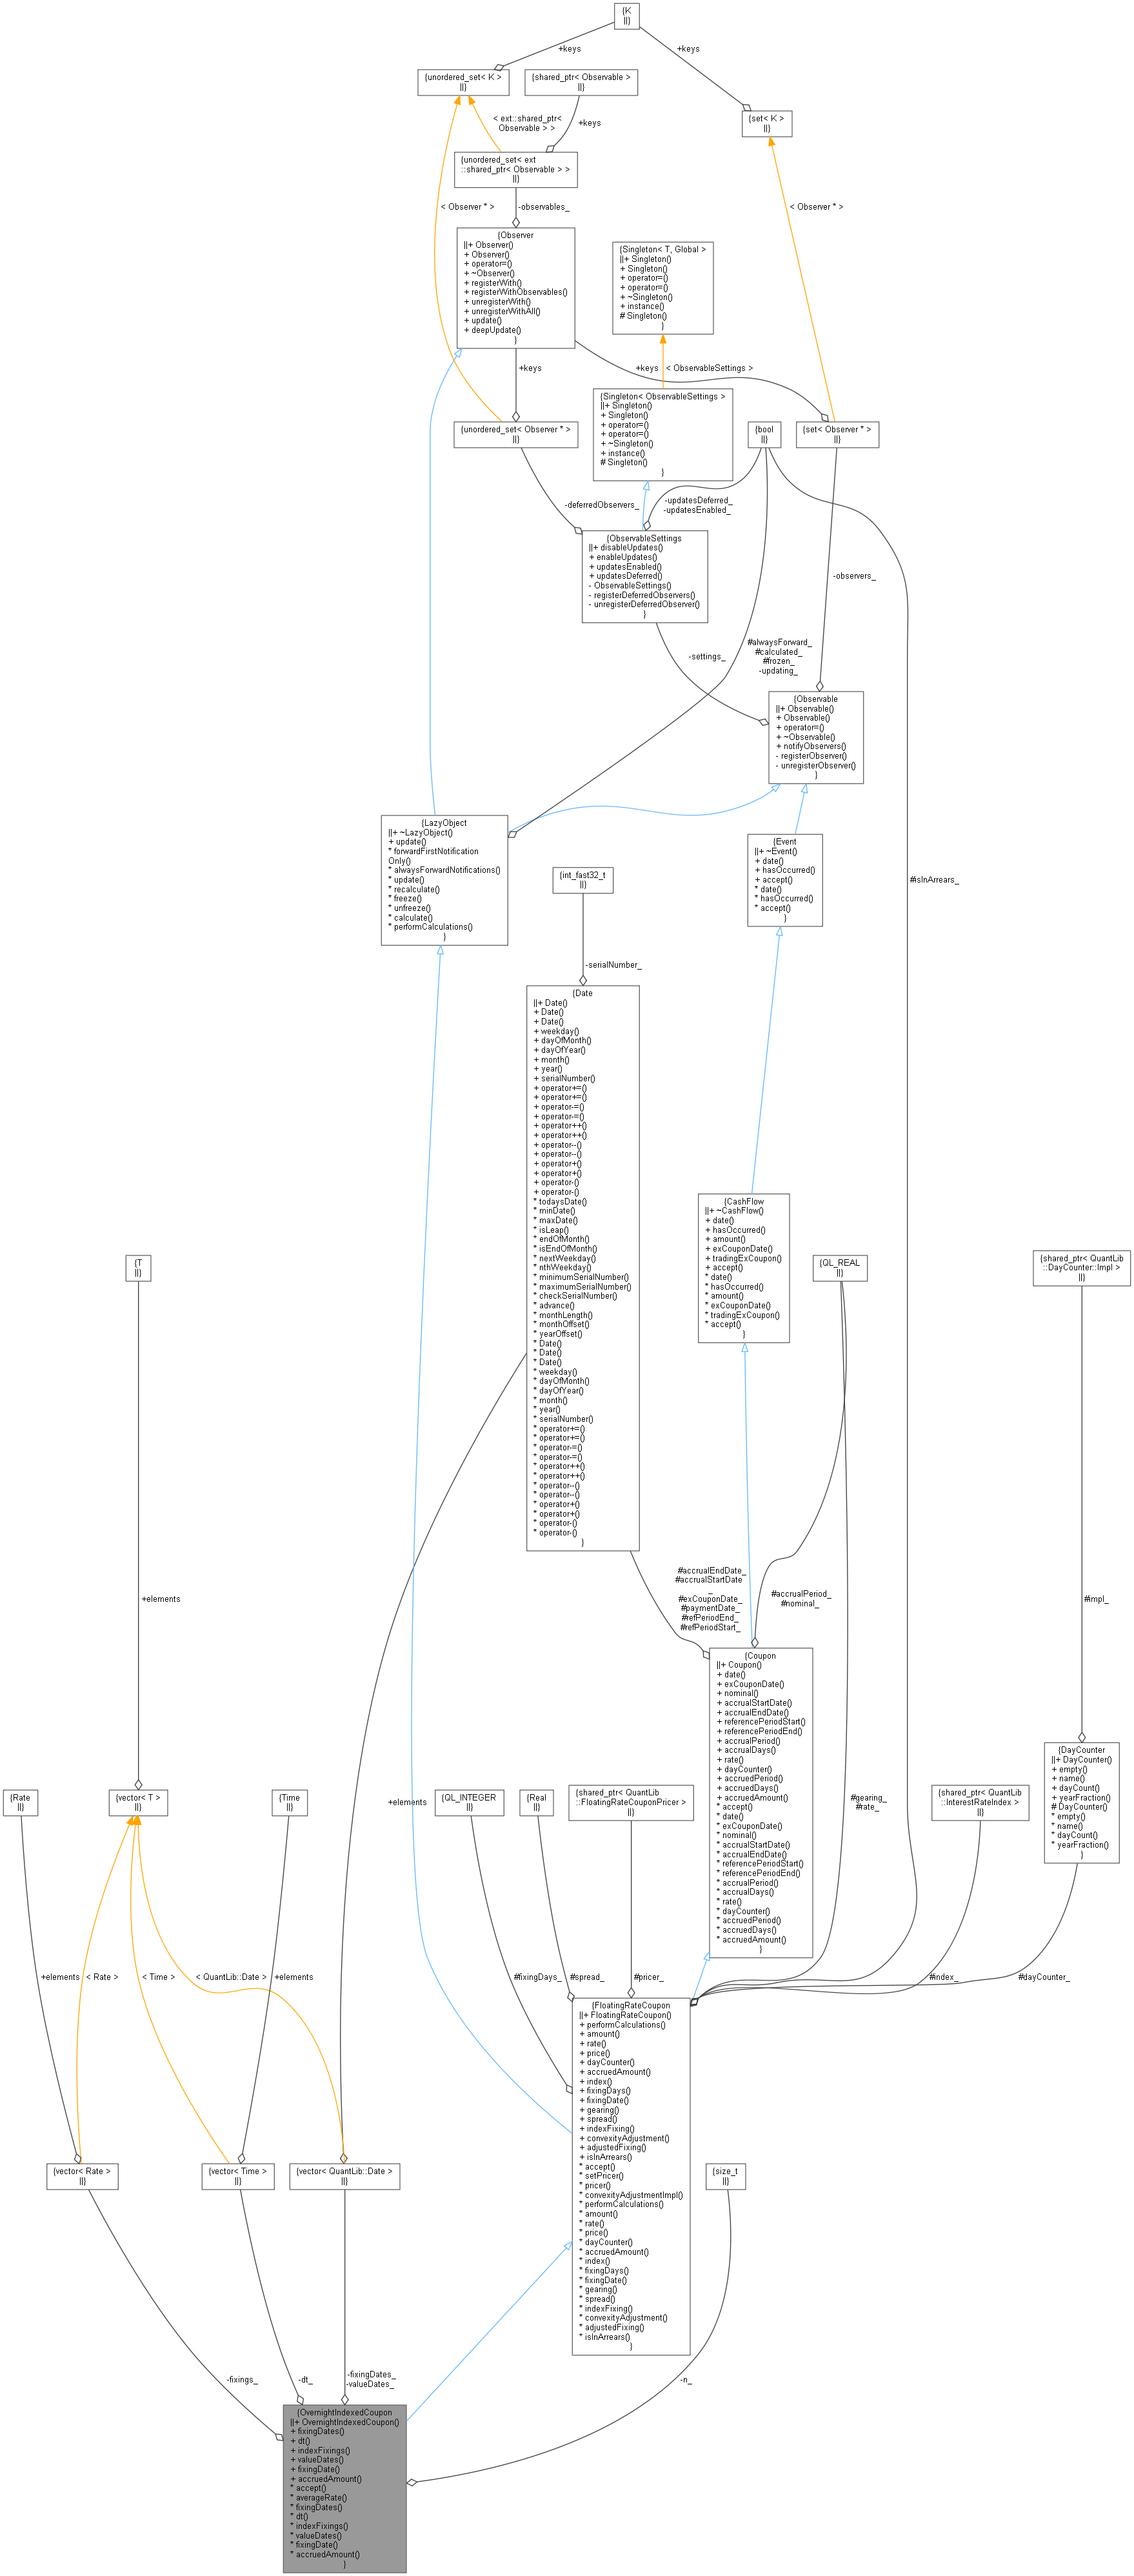 {K
||}
+keys
+keys
{unordered_set< K >
||}
{shared_ptr< Observable >
||}
{set< K >
||}
< ext::shared_ptr<
Observable > >
+keys
{unordered_set< ext
::shared_ptr< Observable > >
||}
< Observer * >
-observables_
< Observer * >
{Observer
||+ Observer()
+ Observer()
+ operator=()
+ ~Observer()
+ registerWith()
+ registerWithObservables()
+ unregisterWith()
+ unregisterWithAll()
+ update()
+ deepUpdate()
}
{Singleton< T, Global >
||+ Singleton()
+ Singleton()
+ operator=()
+ operator=()
+ ~Singleton()
+ instance()
# Singleton()
}
+keys
+keys
< ObservableSettings >
{Singleton< ObservableSettings >
||+ Singleton()
+ Singleton()
+ operator=()
+ operator=()
+ ~Singleton()
+ instance()
# Singleton()
}
{unordered_set< Observer * >
||}
{bool
||}
{set< Observer * >
||}
-deferredObservers_
-updatesDeferred_
-updatesEnabled_
{ObservableSettings
||+ disableUpdates()
+ enableUpdates()
+ updatesEnabled()
+ updatesDeferred()
- ObservableSettings()
- registerDeferredObservers()
- unregisterDeferredObserver()
}
-observers_
-settings_
#alwaysForward_
#calculated_
#frozen_
-updating_
{Observable
||+ Observable()
+ Observable()
+ operator=()
+ ~Observable()
+ notifyObservers()
- registerObserver()
- unregisterObserver()
}
{LazyObject
||+ ~LazyObject()
+ update()
* forwardFirstNotification
Only()
* alwaysForwardNotifications()
* update()
* recalculate()
* freeze()
* unfreeze()
* calculate()
* performCalculations()
}
{Event
||+ ~Event()
+ date()
+ hasOccurred()
+ accept()
* date()
* hasOccurred()
* accept()
}
#isInArrears_
{int_fast32_t
||}
-serialNumber_
{Date
||+ Date()
+ Date()
+ Date()
+ weekday()
+ dayOfMonth()
+ dayOfYear()
+ month()
+ year()
+ serialNumber()
+ operator+=()
+ operator+=()
+ operator-=()
+ operator-=()
+ operator++()
+ operator++()
+ operator--()
+ operator--()
+ operator+()
+ operator+()
+ operator-()
+ operator-()
* todaysDate()
* minDate()
* maxDate()
* isLeap()
* endOfMonth()
* isEndOfMonth()
* nextWeekday()
* nthWeekday()
* minimumSerialNumber()
* maximumSerialNumber()
* checkSerialNumber()
* advance()
* monthLength()
* monthOffset()
* yearOffset()
* Date()
* Date()
* Date()
* weekday()
* dayOfMonth()
* dayOfYear()
* month()
* year()
* serialNumber()
* operator+=()
* operator+=()
* operator-=()
* operator-=()
* operator++()
* operator++()
* operator--()
* operator--()
* operator+()
* operator+()
* operator-()
* operator-()
}
{CashFlow
||+ ~CashFlow()
+ date()
+ hasOccurred()
+ amount()
+ exCouponDate()
+ tradingExCoupon()
+ accept()
* date()
* hasOccurred()
* amount()
* exCouponDate()
* tradingExCoupon()
* accept()
}
{T
||}
{QL_REAL
||}
{shared_ptr< QuantLib
::DayCounter::Impl >
||}
+elements
#accrualEndDate_
#accrualStartDate
_
#exCouponDate_
#paymentDate_
#refPeriodEnd_
#refPeriodStart_
#accrualPeriod_
#nominal_
#impl_
{Coupon
||+ Coupon()
+ date()
+ exCouponDate()
+ nominal()
+ accrualStartDate()
+ accrualEndDate()
+ referencePeriodStart()
+ referencePeriodEnd()
+ accrualPeriod()
+ accrualDays()
+ rate()
+ dayCounter()
+ accruedPeriod()
+ accruedDays()
+ accruedAmount()
* accept()
* date()
* exCouponDate()
* nominal()
* accrualStartDate()
* accrualEndDate()
* referencePeriodStart()
* referencePeriodEnd()
* accrualPeriod()
* accrualDays()
* rate()
* dayCounter()
* accruedPeriod()
* accruedDays()
* accruedAmount()
}
{DayCounter
||+ DayCounter()
+ empty()
+ name()
+ dayCount()
+ yearFraction()
# DayCounter()
* empty()
* name()
* dayCount()
* yearFraction()
}
{Rate
||}
{vector< T >
||}
{Time
||}
+elements
{QL_INTEGER
||}
{Real
||}
{shared_ptr< QuantLib
::FloatingRateCouponPricer >
||}
#gearing_
#rate_
{shared_ptr< QuantLib
::InterestRateIndex >
||}
+elements
< Rate >
< Time >
< QuantLib::Date >
+elements
#fixingDays_
#spread_
#pricer_
#index_
#dayCounter_
{FloatingRateCoupon
||+ FloatingRateCoupon()
+ performCalculations()
+ amount()
+ rate()
+ price()
+ dayCounter()
+ accruedAmount()
+ index()
+ fixingDays()
+ fixingDate()
+ gearing()
+ spread()
+ indexFixing()
+ convexityAdjustment()
+ adjustedFixing()
+ isInArrears()
* accept()
* setPricer()
* pricer()
* convexityAdjustmentImpl()
* performCalculations()
* amount()
* rate()
* price()
* dayCounter()
* accruedAmount()
* index()
* fixingDays()
* fixingDate()
* gearing()
* spread()
* indexFixing()
* convexityAdjustment()
* adjustedFixing()
* isInArrears()
}
{vector< Rate >
||}
{vector< Time >
||}
{vector< QuantLib::Date >
||}
{size_t
||}
-fixings_
-dt_
-fixingDates_
-valueDates_
-n_
{OvernightIndexedCoupon
||+ OvernightIndexedCoupon()
+ fixingDates()
+ dt()
+ indexFixings()
+ valueDates()
+ fixingDate()
+ accruedAmount()
* accept()
* averageRate()
* fixingDates()
* dt()
* indexFixings()
* valueDates()
* fixingDate()
* accruedAmount()
}